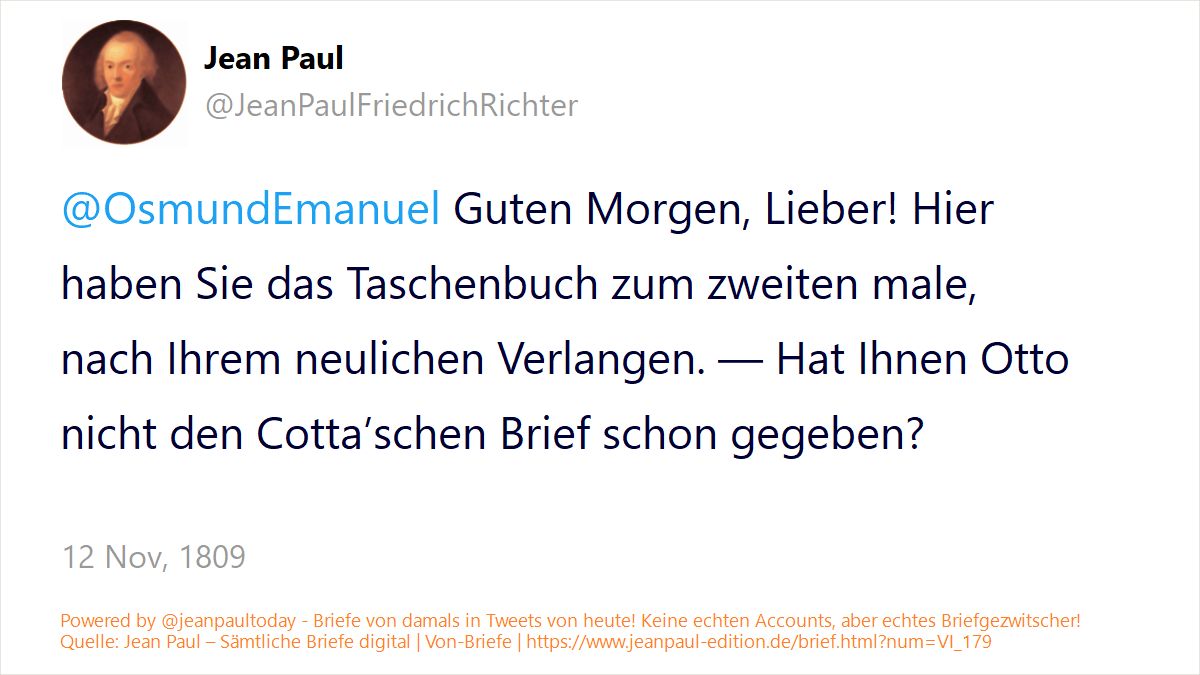 Jean Paul
@JeanPaulFriedrichRichter
@OsmundEmanuel Guten Morgen, Lieber! Hier
haben Sie das Taschenbuch zum zweiten male,
nach Ihrem neulichen Verlangen. — Hat Ihnen Otto
nicht den Cotta’schen Brief schon gegeben?
12 Nov, 1809
Powered by @jeanpaultoday - Briefe von damals in Tweets von heute! Keine echten Accounts, aber echtes Briefgezwitscher!
Quelle: Jean Paul – Sämtliche Briefe digital | Von-Briefe | https://www.jeanpaul-edition.de/brief.html?num=VI_179